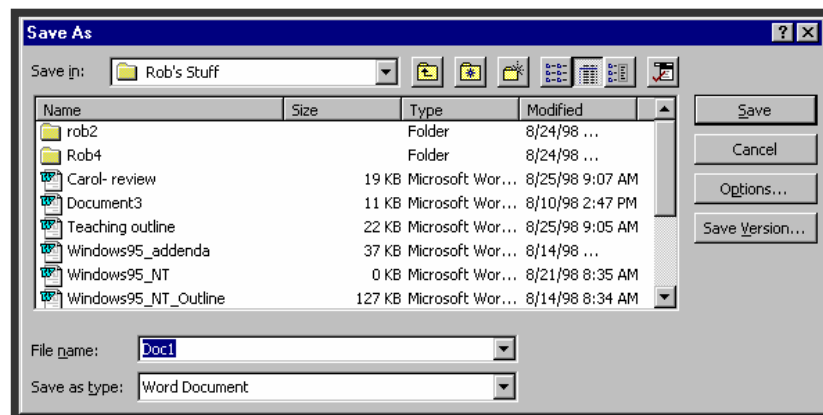 Save As
Save in: Rob's Stuff
Name Size Type Modified
rob2 Folder 8/24/98 ...
Rob4 Folder 8/24/98 ...
Carol- review 19 KB Microsoft Wor... 8/25/98 9:07 AM
Document3 11 KB Microsoft Wor... 8/10/98 2:47 PM
Teaching outline 22 KB Microsoft Wor... 8/25/98 9:05 AM
Windows95_addenda 37 KB Microsoft Wor... 8/14/98 ...
Windows95_NT 0 KB Microsoft Wor... 8/21/98 8:35 AM
Windows95_NT_Outline 127 KB Microsoft Wor... 8/14/98 8:34 AM
Save
Cancel
Options...
Save Version...
File name: Doc1
Save as type: Word Document